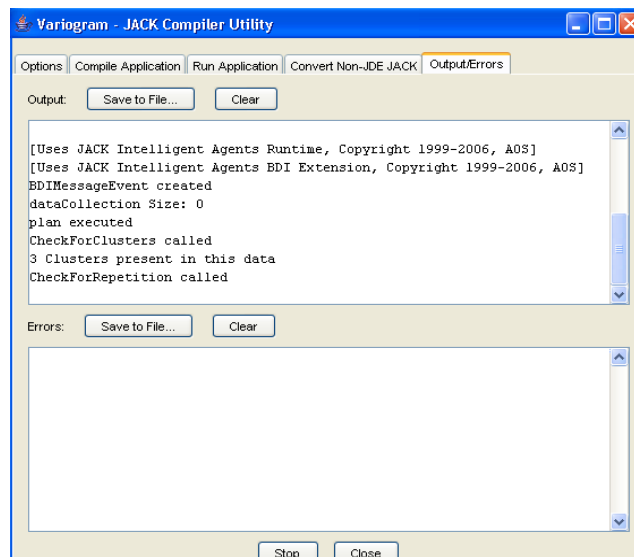 Variogram - JACK Compiler Utility
Options Compile Application Run Application Convert Non-JDE JACK Output/Errors
Output: Save to File... Clear
[Uses JACK Intelligent Agents Runtime, Copyright 1999-2006, AOS]
[Uses JACK Intelligent Agents BDI Extension, Copyright 1999-2006, AOS]
BDIMessageEvent created
dataCollection Size: 0
plan executed
CheckForClusters called
3 Clusters present in this data
CheckForRepetition called
Errors: Save to File... Clear
Stop Close